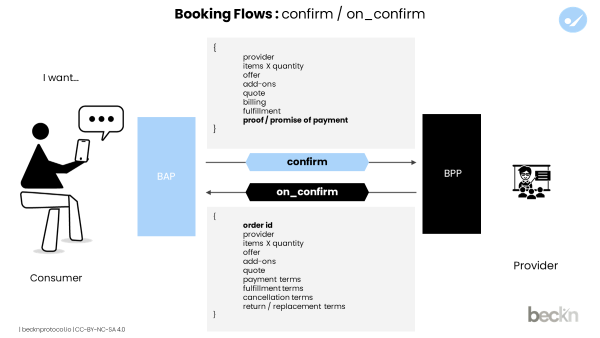 Booking Flows : confirm / on_confirm
I want...
{
provider
items X quantity
offer
add-ons
quote
billing
fulfillment
proof / promise of payment
}
BAP
confirm
on_confirm
BPP
{
order id
provider
items X quantity
offer
add-ons
quote
payment terms
fulfillment terms
cancellation terms
return / replacement terms
}
Consumer
Provider
beckn
| becknprotocol.io | CC-BY-NC-SA 4.0